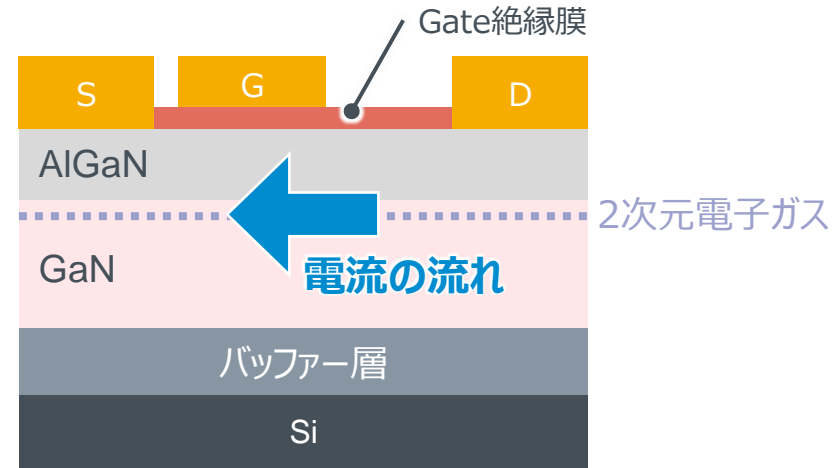 Gate絶縁膜
S
G
D
AlGaN
2次元電子ガス
GaN
電流の流れ
バッファー層
Si